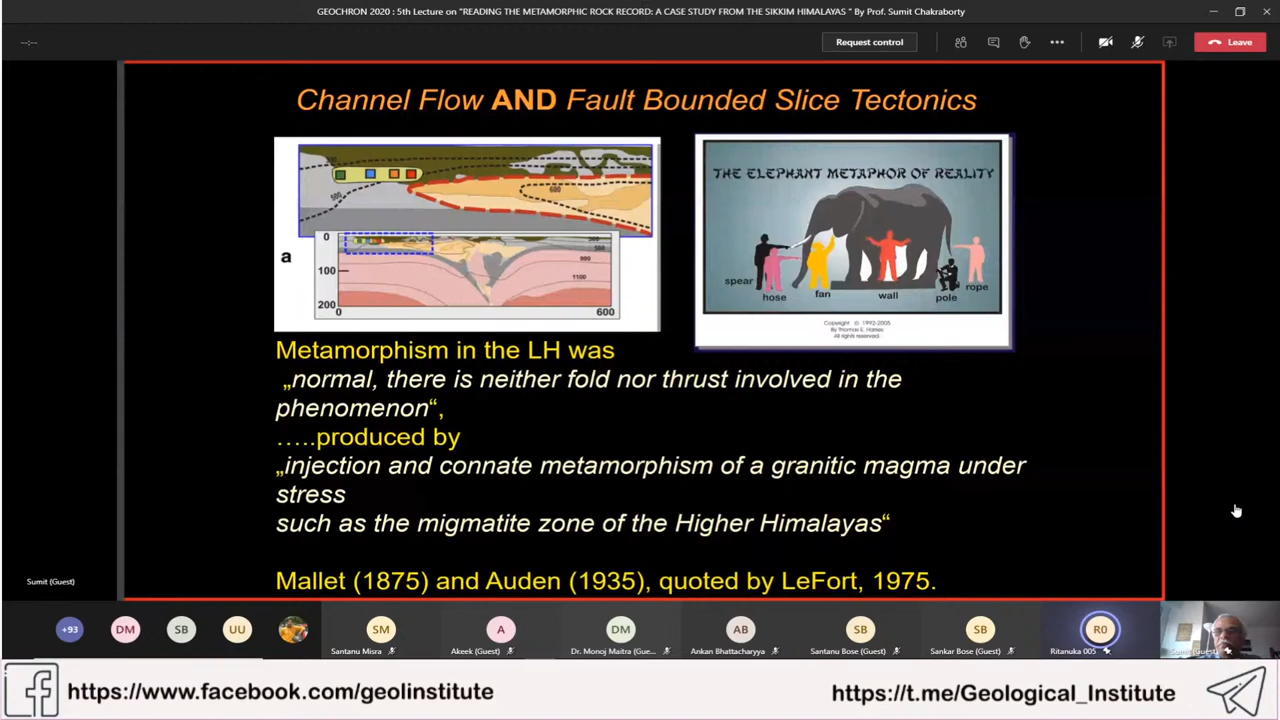 GEOCHRON 2020 : 5th Lecture on "READING THE METAMORPHIC ROCK RECORD: A CASE STUDY FROM THE SIKKIM HIMALAYAS " By Prof. Sumit Chakraborty
--:--
Request control
Leave
Channel Flow AND Fault Bounded Slice Tectonics
500
600
a
0
100
200
0
600
500
900
1100
THE ELEPHANT METAPHOR OF REALITY
spear
hose
fan
wall
pole
rope
Copyright © 1992-2005
By Thomas E. Harries
All rights reserved.
Metamorphism in the LH was
„normal, there is neither fold nor thrust involved in the
phenomenon“,
…..produced by
„injection and connate metamorphism of a granitic magma under
stress
such as the migmatite zone of the Higher Himalayas“
Mallet (1875) and Auden (1935), quoted by LeFort, 1975.
Sumit (Guest)
+93
DM
SB
UU
SM
A
DM
AB
SB
SB
R0
Santanu Misra
Akeek (Guest)
Dr. Monoj Maitra (Gue...
Ankan Bhattacharyya
Santanu Bose (Guest)
Sankar Bose (Guest)
Ritanuka 005
Sumit (Guest)
https://www.facebook.com/geolinstitute
https://t.me/Geological_Institute